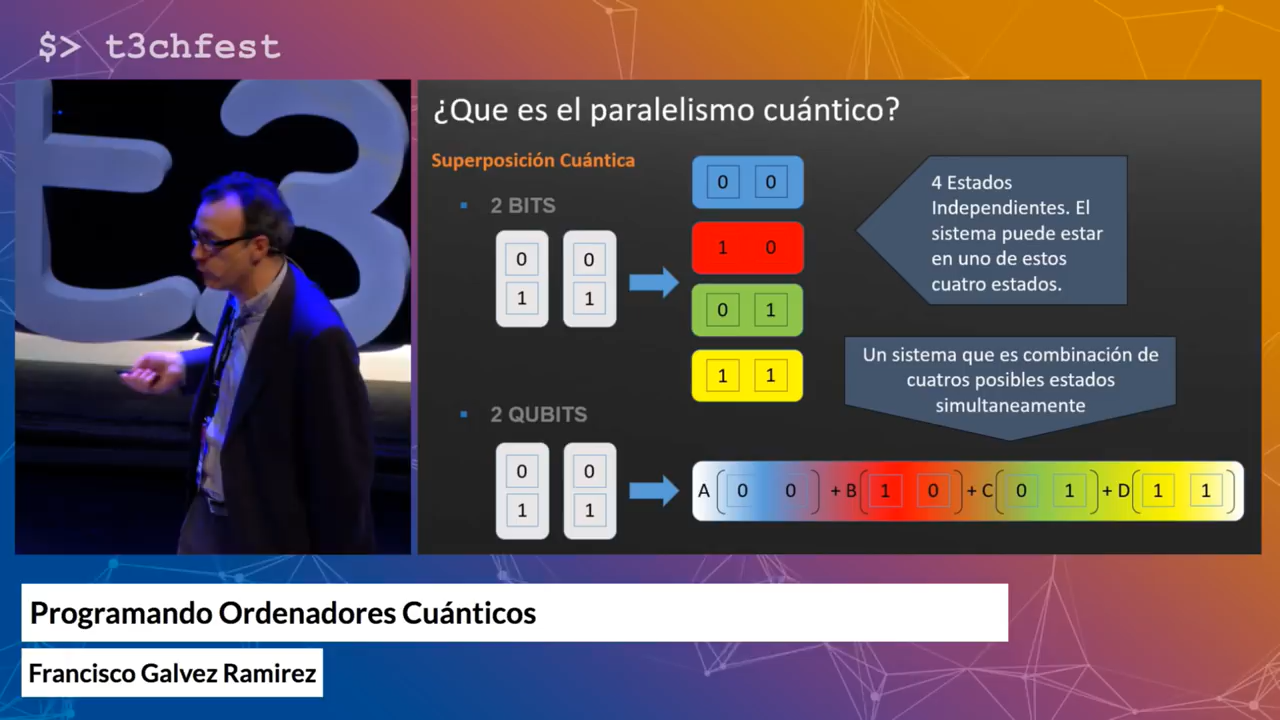 $> t3chfest
t3
¿Que es el paralelismo cuántico?
Superposición Cuántica
▪ 2 BITS
0 0
1 1
0 0
1 0
0 1
1 1
4 Estados
Independientes. El
sistema puede estar
en uno de estos
cuatro estados.
Un sistema que es combinación de
cuatros posibles estados
simultaneamente
▪ 2 QUBITS
0 0
1 1
A ( 0 0 ) + B ( 1 0 ) + C ( 0 1 ) + D ( 1 1 )
Programando Ordenadores Cuánticos
Francisco Galvez Ramirez